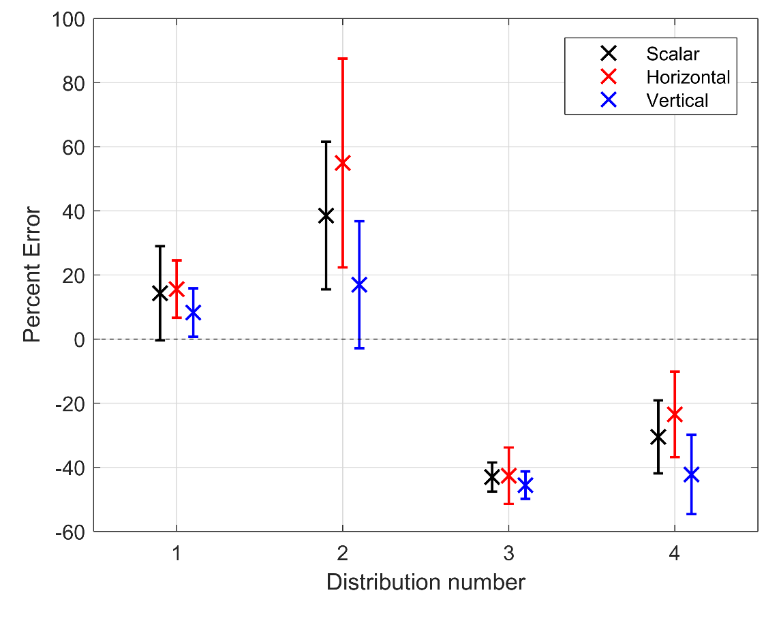 100
80
60
40
20
0
-20
-40
-60
Percent Error
Scalar
Horizontal
Vertical
1 2 3 4
Distribution number